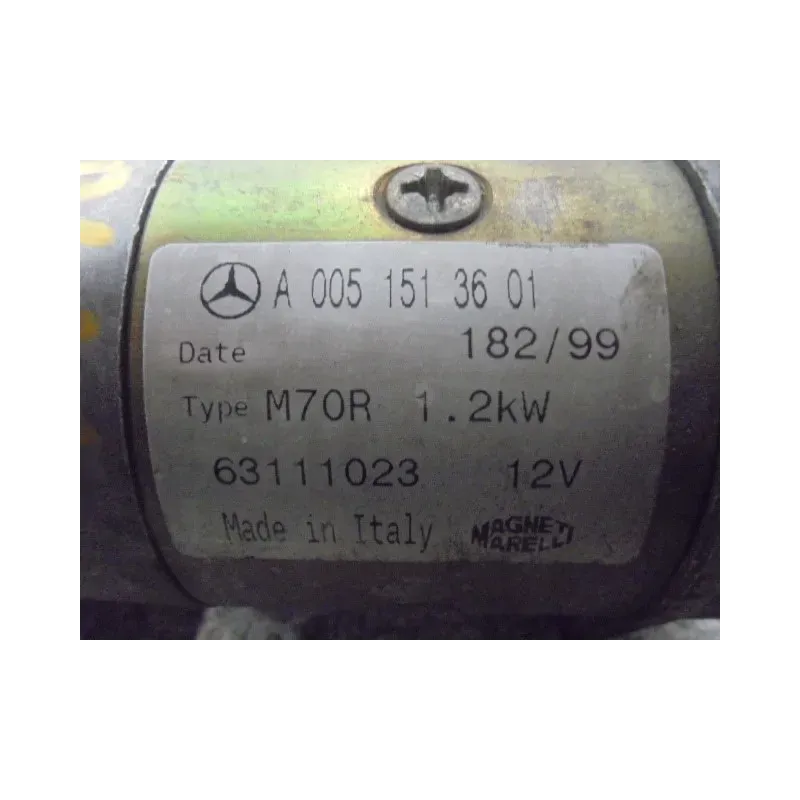 A 005 151 36 01
Date 182/99
Type M70R 1.2kW
63111023 12V
Made in Italy MAGNETI MARELLI